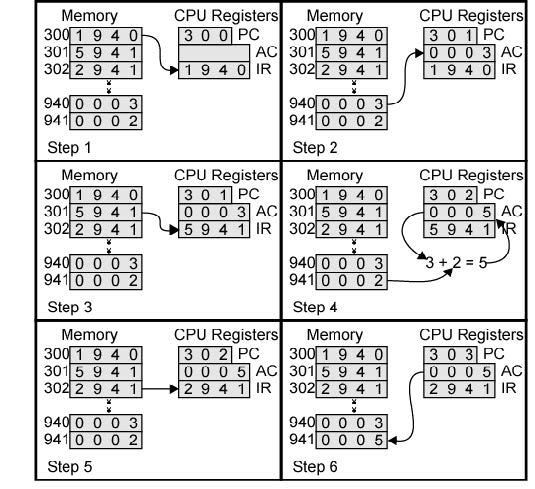 Memory CPU Registers
300 1 9 4 0 3 0 0 PC
301 5 9 4 1 AC
302 2 9 4 1 1 9 4 0 IR
940 0 0 0 3
941 0 0 0 2
Step 1
Memory CPU Registers
300 1 9 4 0 3 0 1 PC
301 5 9 4 1 0 0 0 3 AC
302 2 9 4 1 1 9 4 0 IR
940 0 0 0 3
941 0 0 0 2
Step 2
Memory CPU Registers
300 1 9 4 0 3 0 1 PC
301 5 9 4 1 0 0 0 3 AC
302 2 9 4 1 5 9 4 1 IR
940 0 0 0 3
941 0 0 0 2
Step 3
Memory CPU Registers
300 1 9 4 0 3 0 2 PC
301 5 9 4 1 0 0 0 5 AC
302 2 9 4 1 5 9 4 1 IR
940 0 0 0 3 3 + 2 = 5
941 0 0 0 2
Step 4
Memory CPU Registers
300 1 9 4 0 3 0 2 PC
301 5 9 4 1 0 0 0 5 AC
302 2 9 4 1 2 9 4 1 IR
940 0 0 0 3
941 0 0 0 2
Step 5
Memory CPU Registers
300 1 9 4 0 3 0 3 PC
301 5 9 4 1 0 0 0 5 AC
302 2 9 4 1 2 9 4 1 IR
940 0 0 0 3
941 0 0 0 5
Step 6